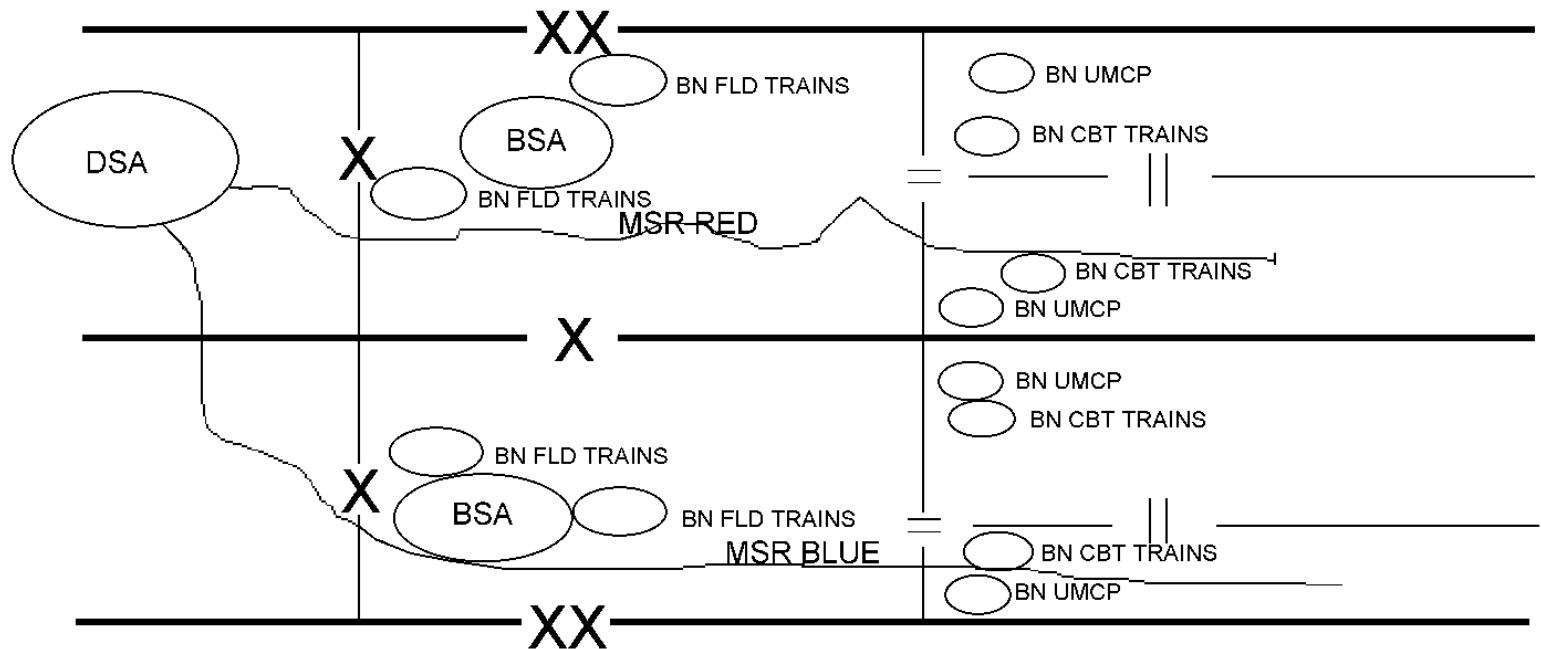 XX
BN UMCP
BN FLD TRAINS
BN CBT TRAINS
BSA
X
DSA
BN FLD TRAINS
MSR RED
BN CBT TRAINS
BN UMCP
X
BN UMCP
BN CBT TRAINS
BN FLD TRAINS
X
BSA
BN FLD TRAINS
MSR BLUE
BN CBT TRAINS
BN UMCP
XX